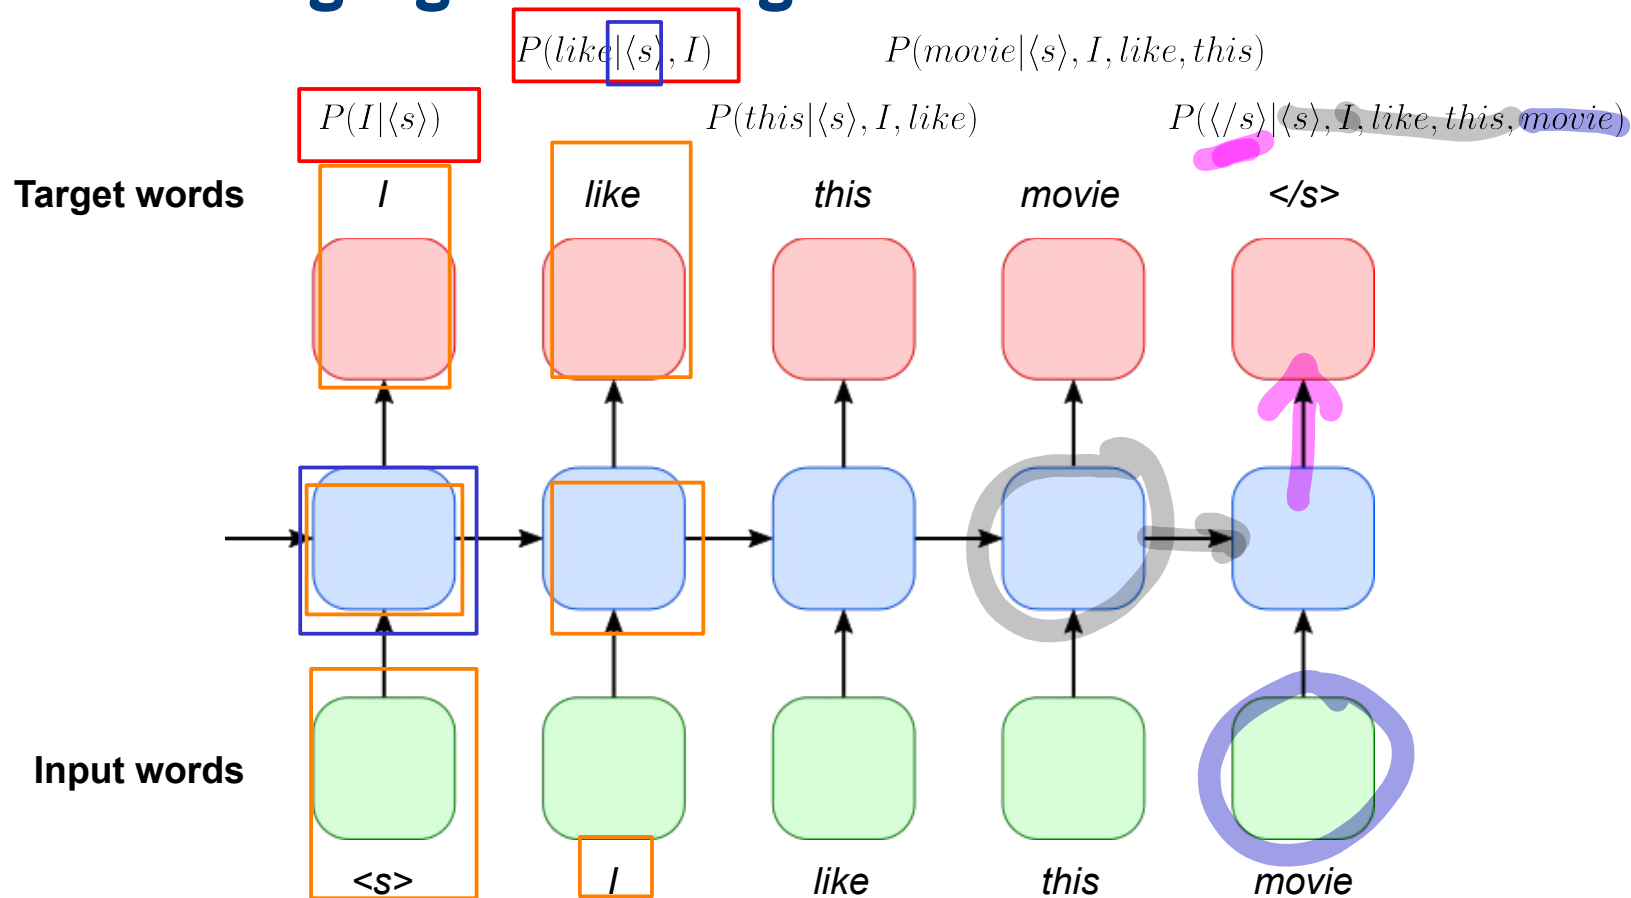 P(like|⟨s⟩, I) P(movie|⟨s⟩, I, like, this)
P(I|⟨s⟩) P(this|⟨s⟩, I, like) P(⟨/s⟩|⟨s⟩, I, like, this, movie)
Target words I like this movie </s>
Input words
<s> I like this movie